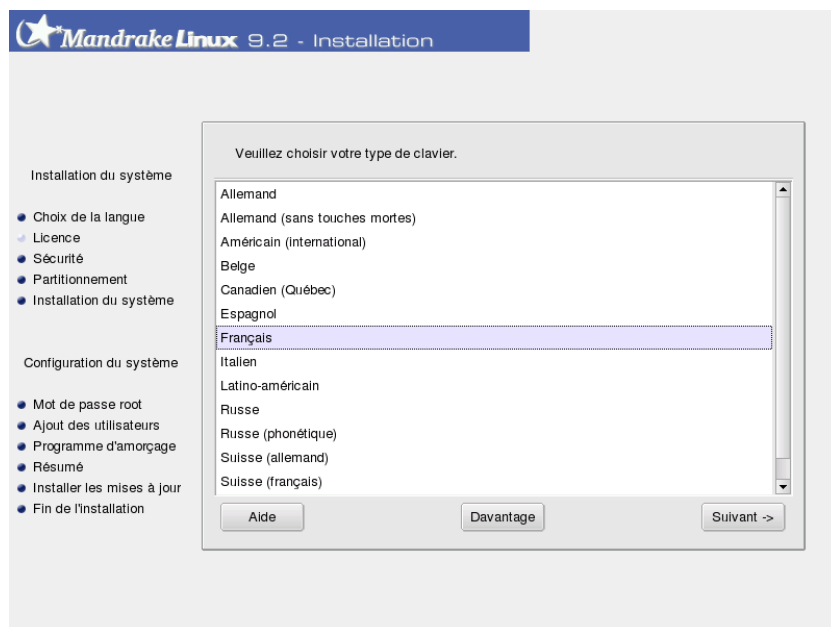 MandrakeLinux 9.2 - Installation
Installation du système
Choix de la langue
Licence
Sécurité
Partitionnement
Installation du système
Configuration du système
Mot de passe root
Ajout des utilisateurs
Programme d'amorçage
Résumé
Installer les mises à jour
Fin de l'installation
Veuillez choisir votre type de clavier.
Allemand
Allemand (sans touches mortes)
Américain (international)
Belge
Canadien (Québec)
Espagnol
Français
Italien
Latino-américain
Russe
Russe (phonétique)
Suisse (allemand)
Suisse (français)
Aide
Davantage
Suivant ->